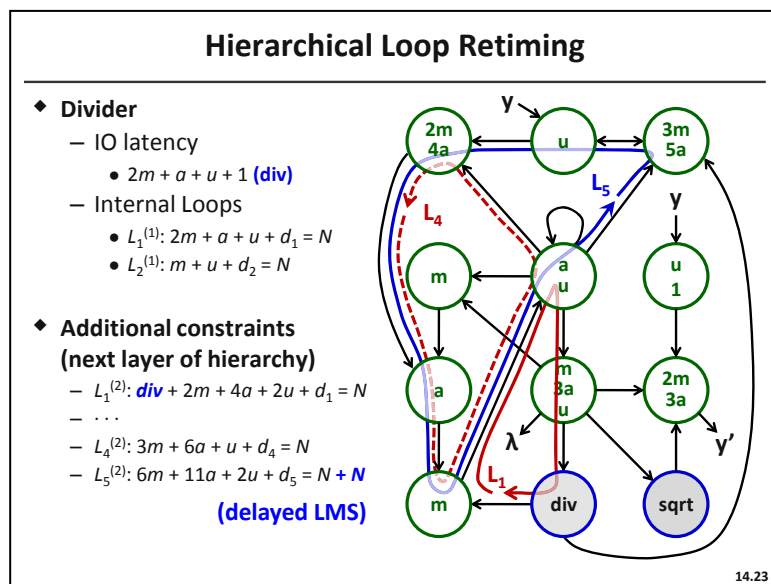 Hierarchical Loop Retiming
◆ Divider
– IO latency
● 2m + a + u + 1 (div)
– Internal Loops
● L₁⁽¹⁾: 2m + a + u + d₁ = N
● L₂⁽¹⁾: m + u + d₂ = N
◆ Additional constraints
(next layer of hierarchy)
– L₁⁽²⁾: div + 2m + 4a + 2u + d₁ = N
– · · ·
– L₄⁽²⁾: 3m + 6a + u + d₄ = N
– L₅⁽²⁾: 6m + 11a + 2u + d₅ = N + N
(delayed LMS)
y
2m
4a
u
3m
5a
L₅
L₄
y
m
a
u
u
1
a
m
3a
u
2m
3a
λ
y'
L₁
m
div
sqrt
14.23